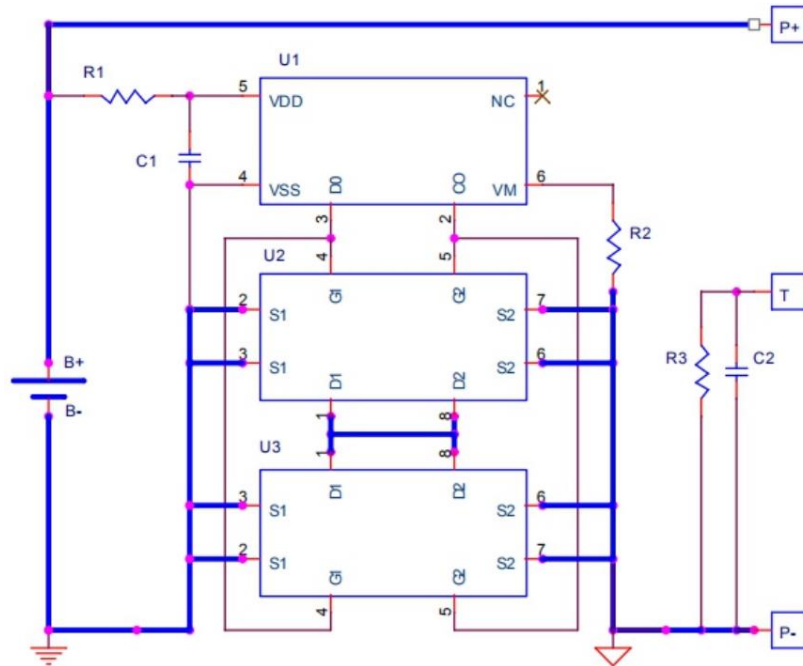 P+
R1
U1
5
VDD
NC
1
C1
4
VSS
D0
CO
VM
6
3
2
R2
U2
4
5
G1
G2
2
S1
S2
7
T
3
S1
S2
6
R3
C2
B+
B-
D1
D2
1
8
U3
1
8
D1
D2
3
S1
S2
6
2
S1
S2
7
G1
G2
4
5
P-